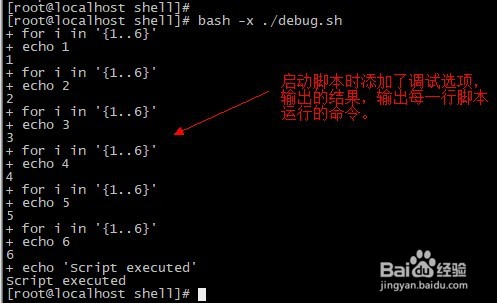 [root@localhost shell]#
[root@localhost shell]# bash -x ./debug.sh
+ for i in '{1..6}'
+ echo 1
1
+ for i in '{1..6}'
+ echo 2
2
+ for i in '{1..6}'
+ echo 3
3
+ for i in '{1..6}'
+ echo 4
4
+ for i in '{1..6}'
+ echo 5
5
+ for i in '{1..6}'
+ echo 6
6
+ echo 'Script executed'
Script executed
[root@localhost shell]#
启动脚本时添加了调试选项,
输出的结果，输出每一行脚本
运行的命令。
Baidu经验
jingyan.baidu.com